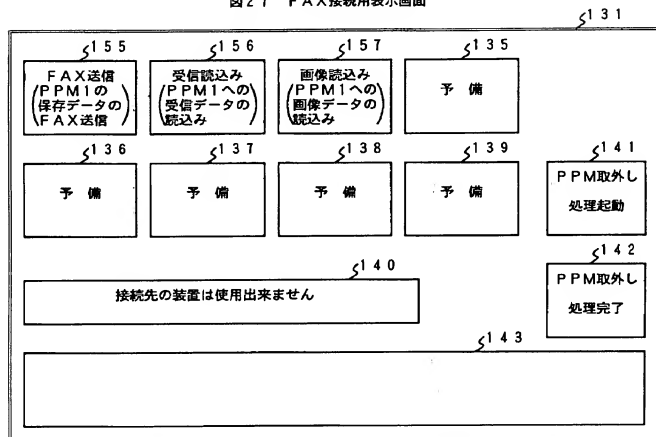 図27 FAX接続用表示画面
131
155
156
157
135
FAX送信
(PPM1の
保存データの
FAX送信)
受信読込み
(PPM1への
受信データの
読込み)
画像読込み
(PPM1への
画像データの
読込み)
予備
136
137
138
139
141
予備
予備
予備
予備
PPM取外し
処理起動
140
142
接続先の装置は使用出来ません
PPM取外し
処理完了
143